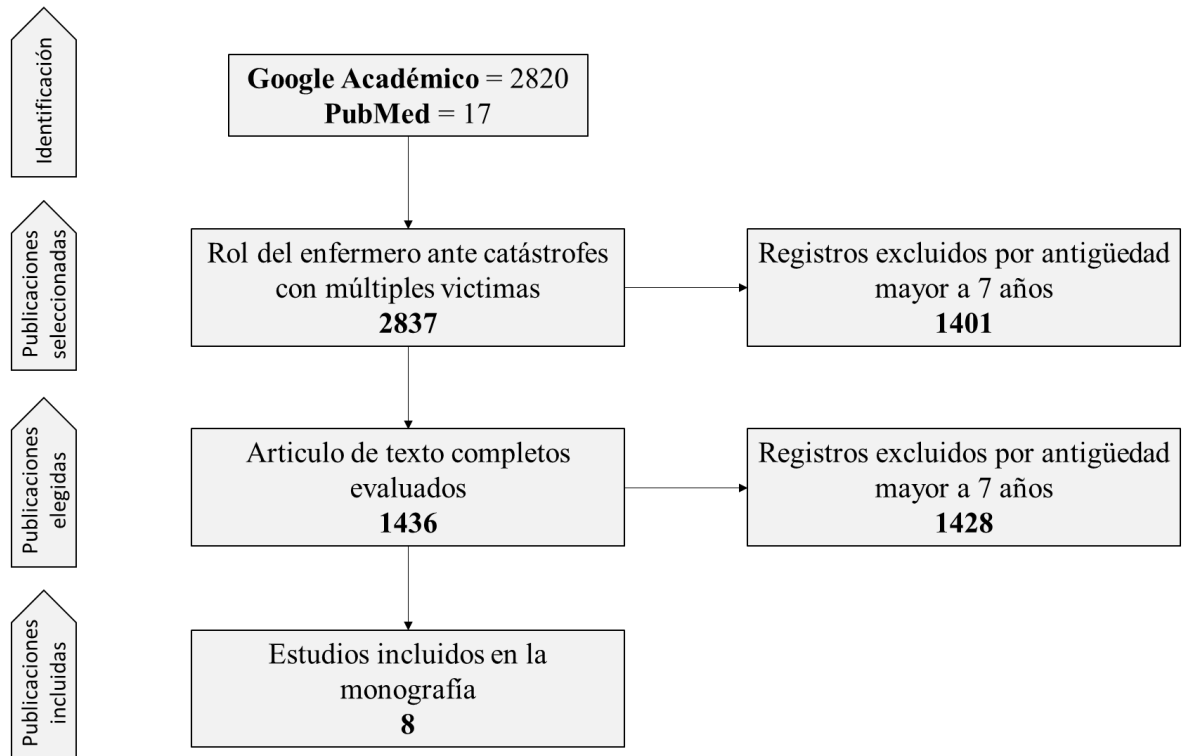 Identificación
Google Académico = 2820
PubMed = 17
Publicaciones
seleccionadas
Rol del enfermero ante catástrofes
con múltiples victimas
2837
Registros excluidos por antigüedad
mayor a 7 años
1401
Publicaciones
elegidas
Articulo de texto completos
evaluados
1436
Registros excluidos por antigüedad
mayor a 7 años
1428
Publicaciones
incluidas
Estudios incluidos en la
monografía
8